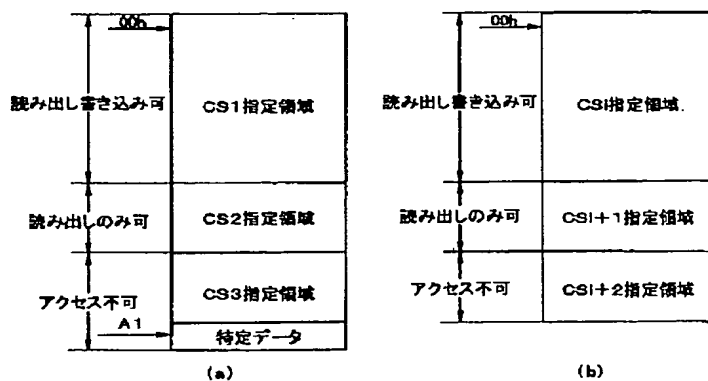 00h
読み出し書き込み可
CS1指定領域
読み出しのみ可
CS2指定領域
アクセス不可
CS3指定領域
A1
特定データ
(a)
00h
読み出し書き込み可
CSi指定領域.
読み出しのみ可
CSi+1指定領域
アクセス不可
CSi+2指定領域
(b)